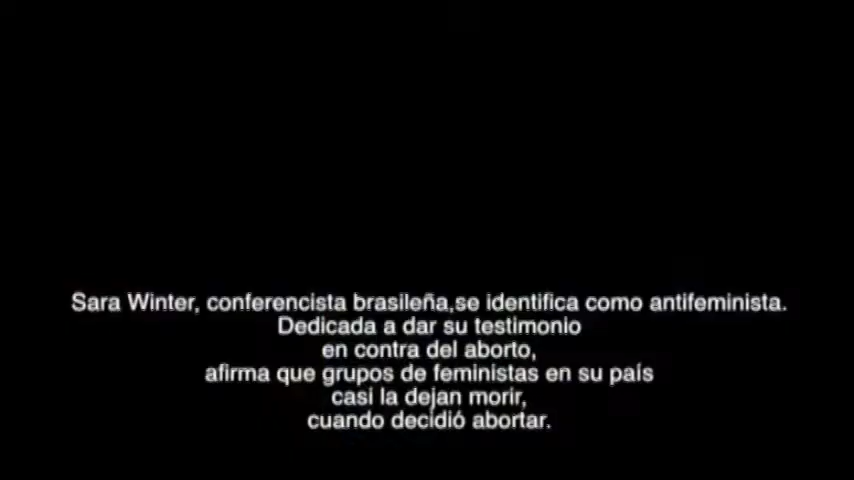 Sara Winter, conferencista brasileña,se identifica como antifeminista.
Dedicada a dar su testimonio
en contra del aborto,
afirma que grupos de feministas en su país
casi la dejan morir,
cuando decidió abortar.